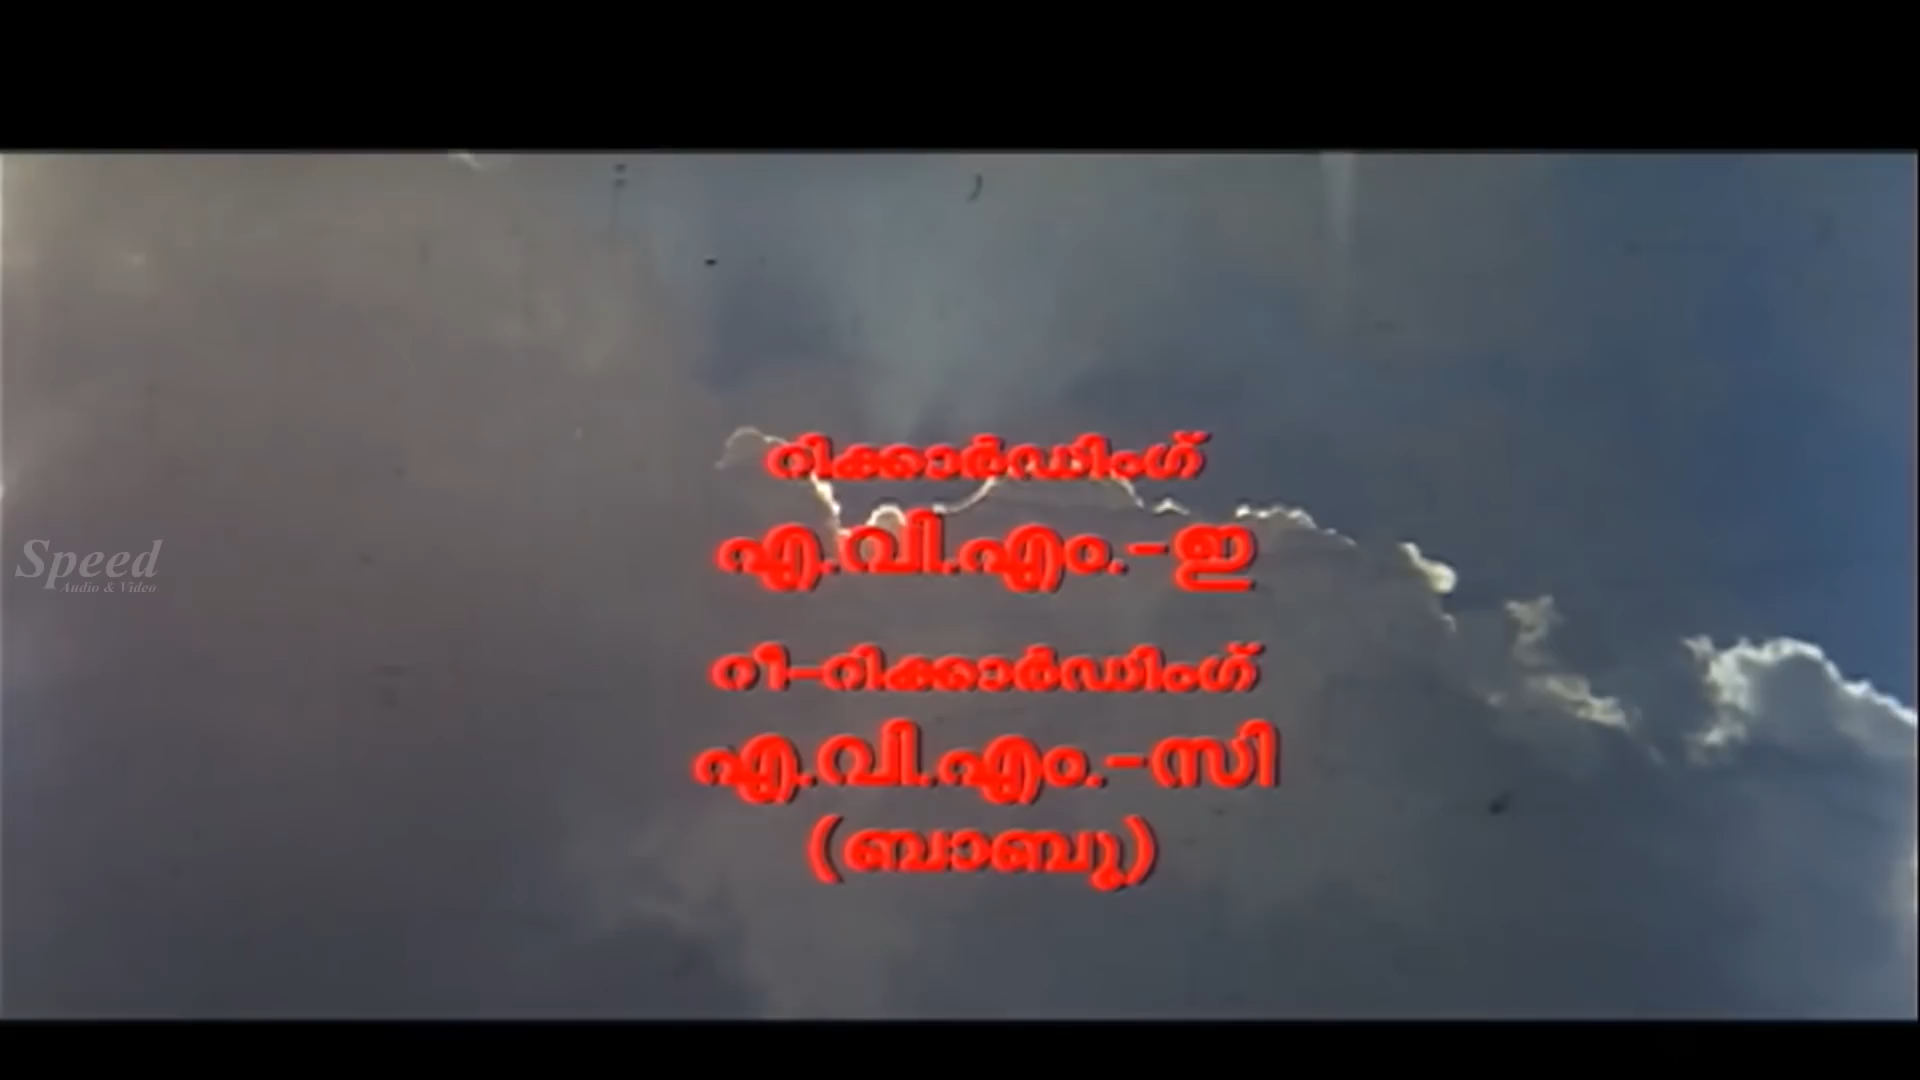 റിക്കാർഡിംഗ്
എ.വി.എം.-ഇ
Speed
Audio & Video
റീ-റിക്കാർഡിംഗ്
എ.വി.എം.-സി
(ബാബു)